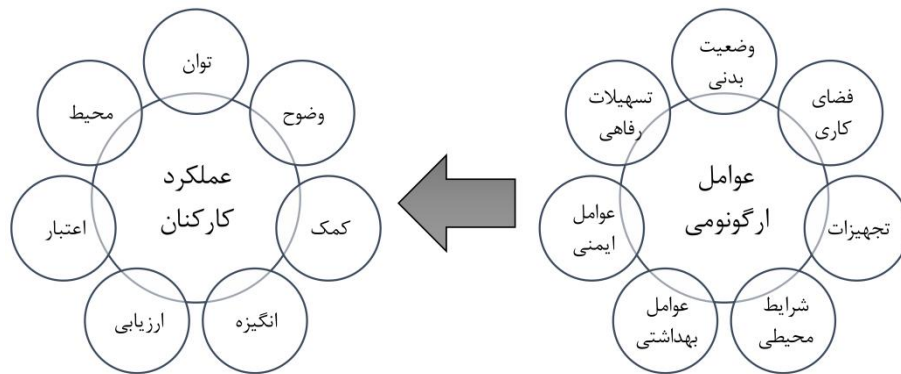 وضعیت
بدنی
فضای
کاری
تجهیزات
شرایط
محیطی
عوامل
بهداشتی
عوامل
ایمنی
تسهیلات
رفاهی
عوامل
ارگونومی
توان
وضوح
کمک
انگیزه
ارزیابی
اعتبار
محیط
عملکرد
کارکنان